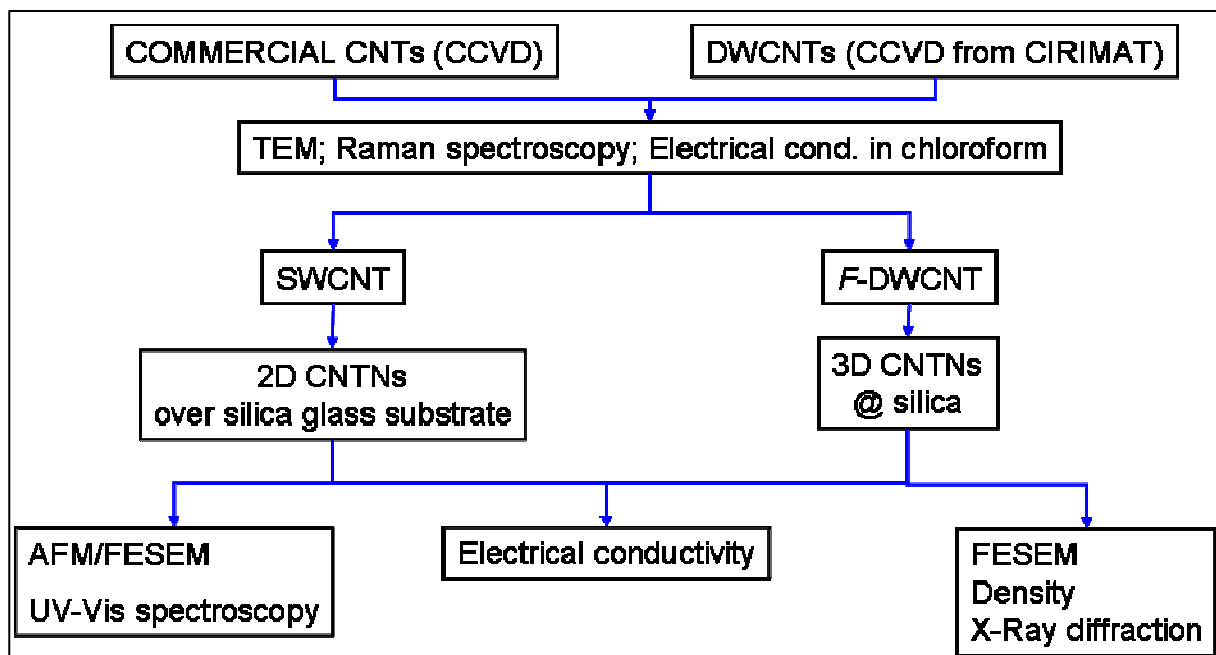 COMMERCIAL CNTs (CCVD)
DWCNTs (CCVD from CIRIMAT)
TEM; Raman spectroscopy; Electrical cond. in chloroform
SWCNT
F-DWCNT
2D CNTNs
over silica glass substrate
3D CNTNs
@ silica
AFM/FESEM
UV-Vis spectroscopy
Electrical conductivity
FESEM
Density
X-Ray diffraction